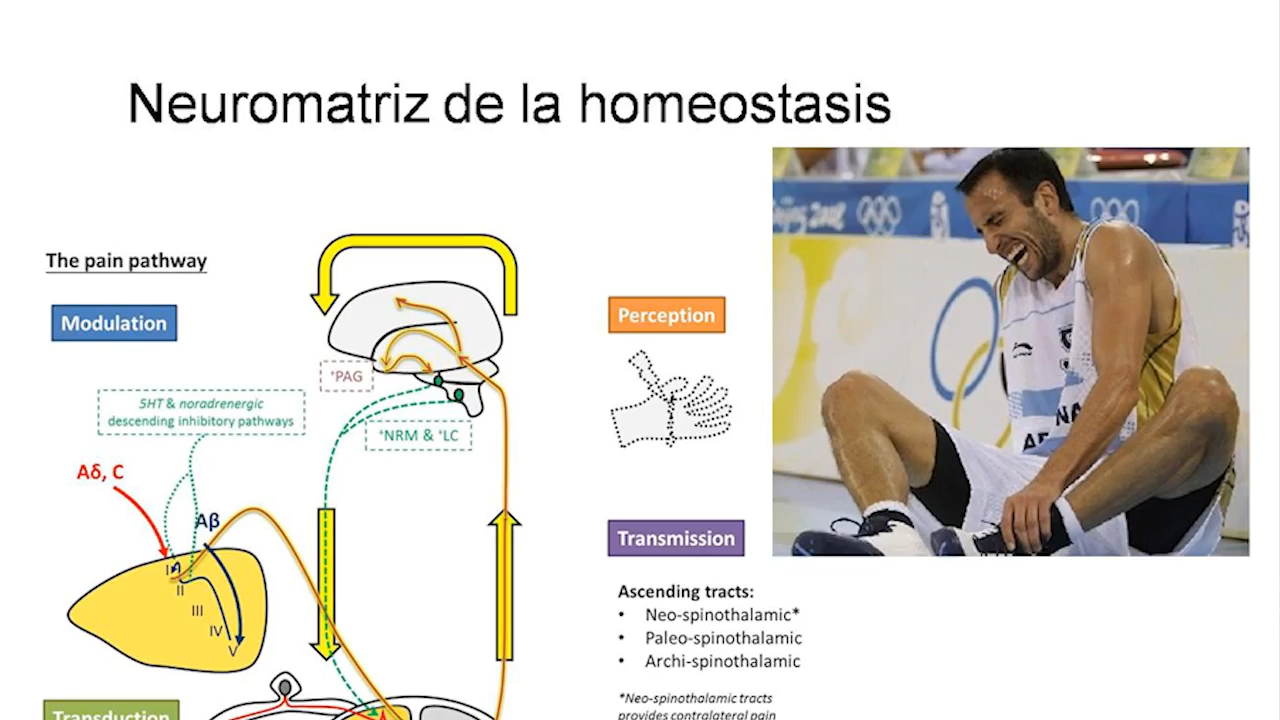 Neuromatriz de la homeostasis
The pain pathway
Modulation
Perception
*PAG
5HT & noradrenergic
descending inhibitory pathways
*NRM & *LC
Aδ, C
Aβ
II
III
IV
V
Transmission
Ascending tracts:
• Neo-spinothalamic*
• Paleo-spinothalamic
• Archi-spinothalamic
*Neo-spinothalamic tracts
provides contralateral pain
Transduction